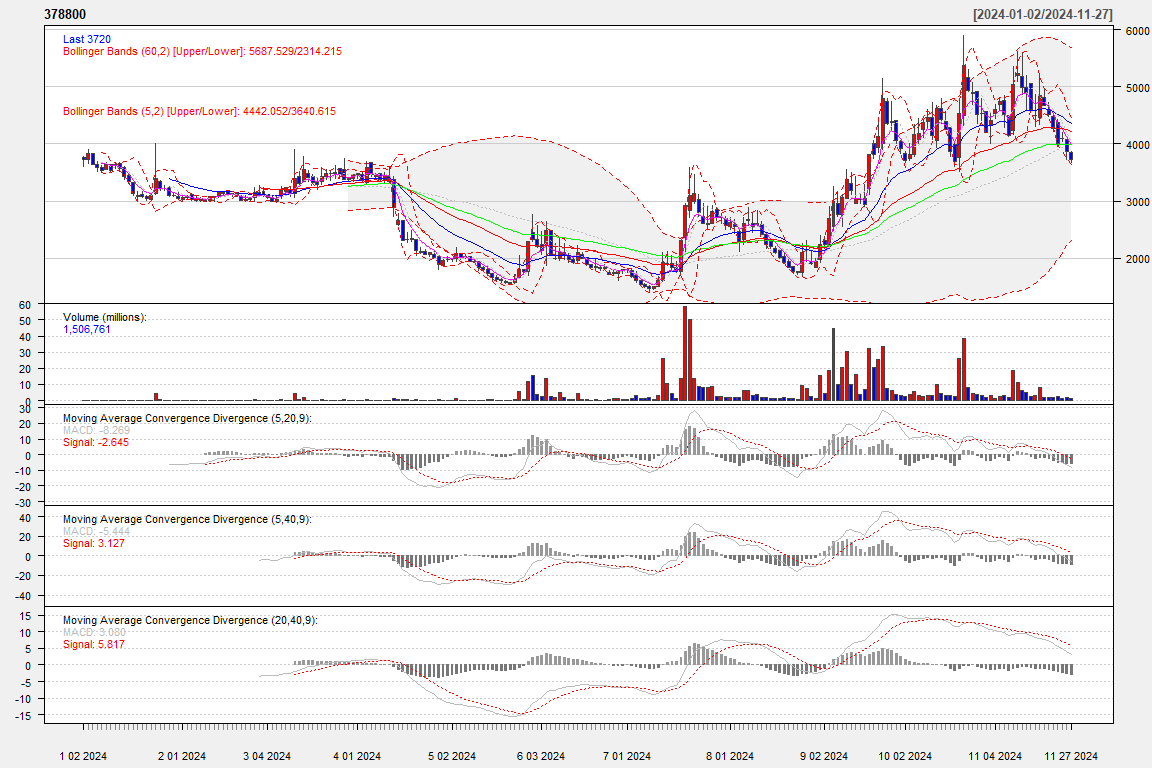 378800 [2024-01-02/2024-11-27]
Last 3720
Bollinger Bands (60,2) [Upper/Lower]: 5687.529/2314.215
Bollinger Bands (5,2) [Upper/Lower]: 4442.052/3640.615
6000
5000
4000
3000
2000
Volume (millions):
1,506,761
60
50
40
30
20
10
0
Moving Average Convergence Divergence (5,20,9):
MACD: -8.269
Signal: -2.645
30
20
10
0
-10
-20
-30
Moving Average Convergence Divergence (5,40,9):
MACD: -5.444
Signal: 3.127
40
20
0
-20
-40
Moving Average Convergence Divergence (20,40,9):
MACD: 3.080
Signal: 5.817
15
10
5
0
-5
-10
-15
1 02 2024 2 01 2024 3 04 2024 4 01 2024 5 02 2024 6 03 2024 7 01 2024 8 01 2024 9 02 2024 10 02 2024 11 04 2024 11 27 2024